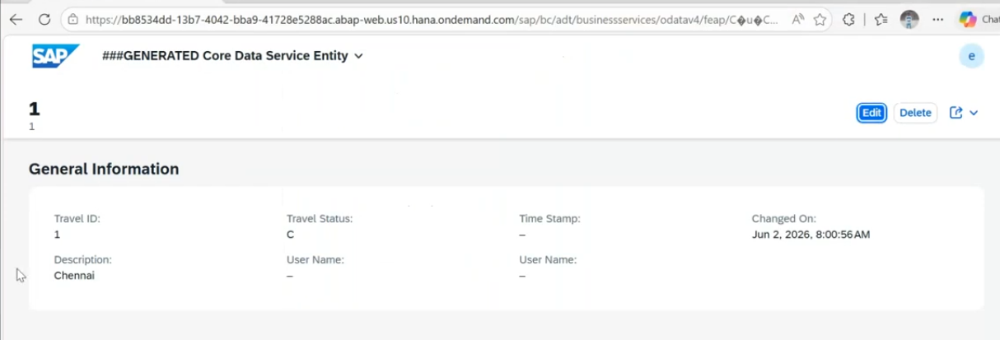 https://bb8534dd-13b7-4042-bba9-41728e5288ac.abap-web.us10.hana.ondemand.com/sap/bc/adt/businessservices/odatav4/feap/C�u�C... A» ... Chat
SAP ###GENERATED Core Data Service Entity e
1 Edit Delete
1
General Information
Travel ID: Travel Status: Time Stamp: Changed On:
1 C – Jun 2, 2026, 8:00:56 AM
Description: User Name: User Name:
Chennai – –